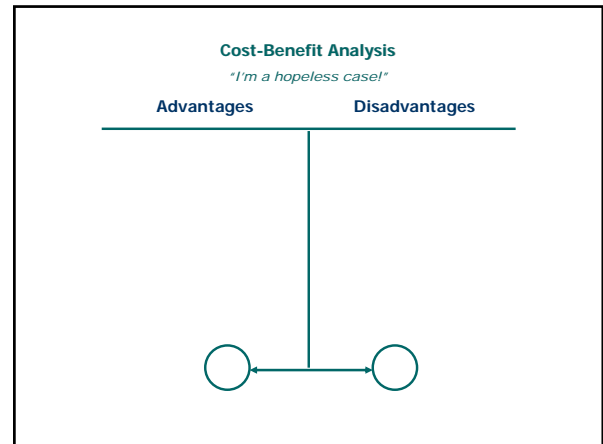 Cost-Benefit Analysis
"I'm a hopeless case!"
Advantages Disadvantages